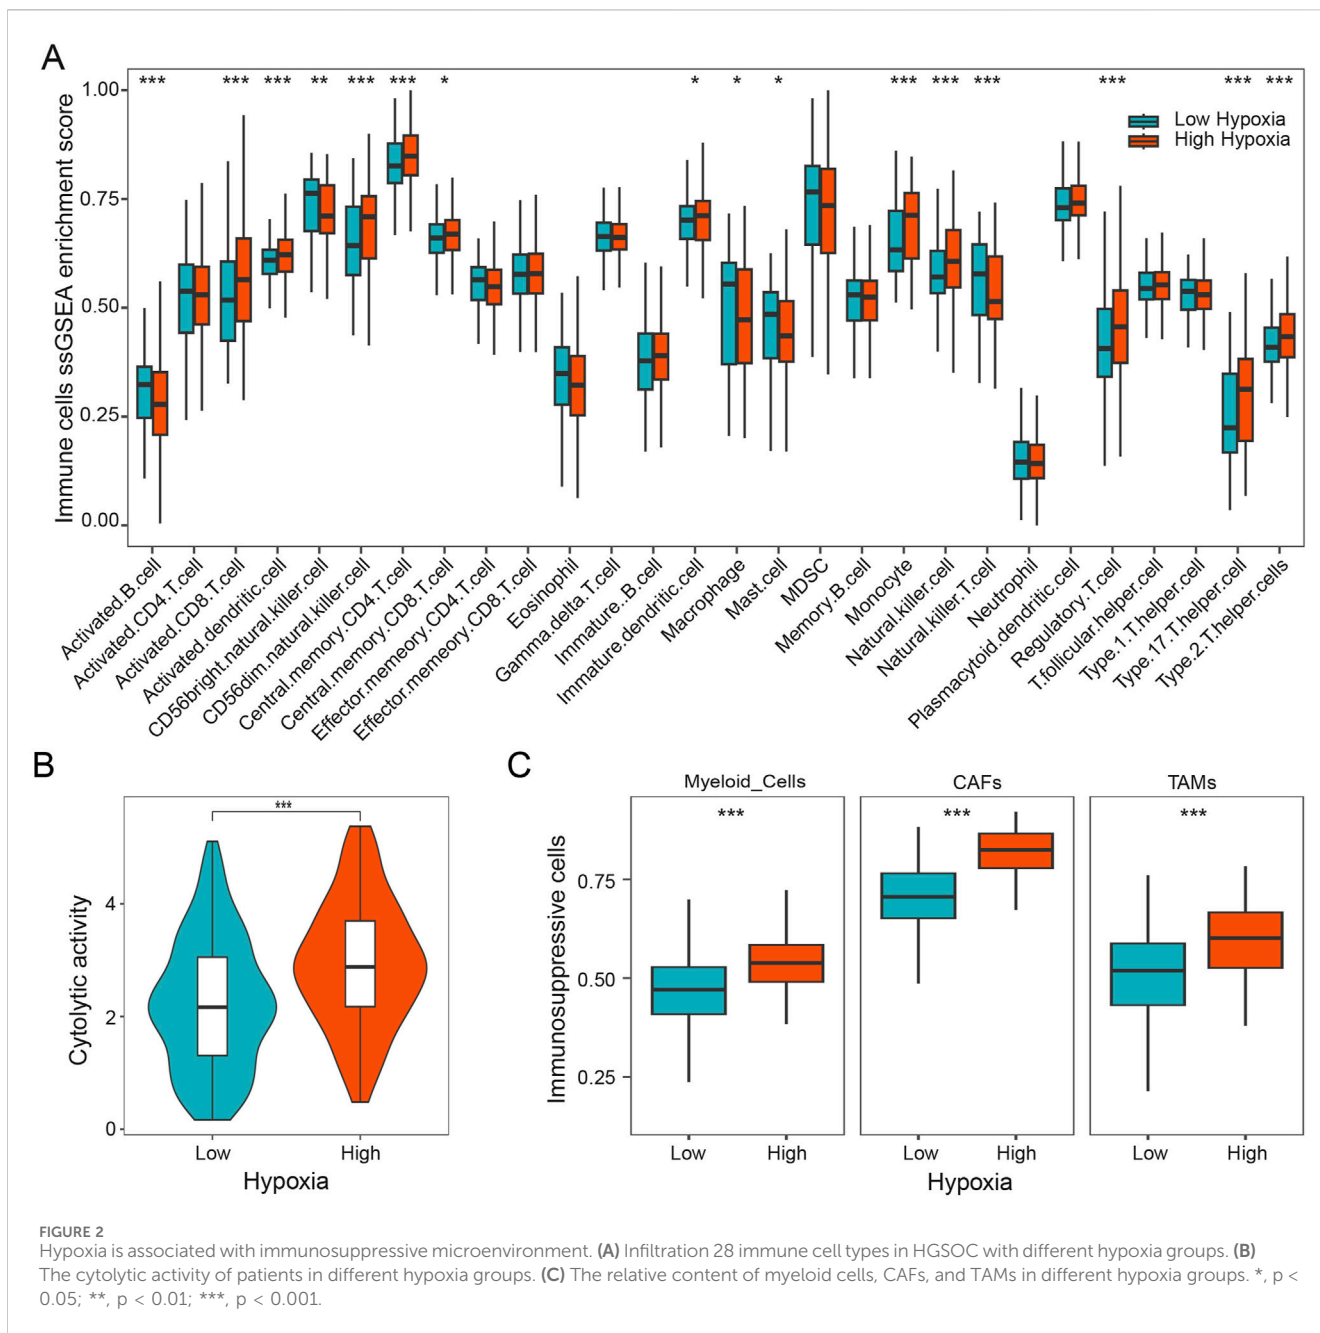 A
*** *** *** ** *** *** * * * * *** *** *** *** *** ***
Immune cells ssGSEA enrichment score
1.00
0.75
0.50
0.25
0.00
Low Hypoxia
High Hypoxia
Activated.B.cell
Activated.CD4.T.cell
Activated.CD8.T.cell
Activated.dendritic.cell
CD56bright.natural.killer.cell
CD56dim.natural.killer.cell
Central.memory.CD4.T.cell
Central.memory.CD8.T.cell
Effector.memeory.CD4.T.cell
Effector.memeory.CD8.T.cell
Eosinophil
Gamma.delta.T.cell
Immature..B.cell
Immature.dendritic.cell
Macrophage
Mast.cell
MDSC
Memory.B.cell
Monocyte
Natural.killer.cell
Natural.killer.T.cell
Neutrophil
Plasmacytoid.dendritic.cell
Regulatory.T.cell
T.follicular.helper.cell
Type.1.T.helper.cell
Type.17.T.helper.cell
Type.2.T.helper.cells
B
***
Cytolytic activity
4
2
0
Low High
Hypoxia
C
Myeloid_Cells CAFs TAMs
*** *** ***
Immunosuppressive cells
0.75
0.50
0.25
Low High Low High Low High
Hypoxia
FIGURE 2
Hypoxia is associated with immunosuppressive microenvironment. (A) Infiltration 28 immune cell types in HGSOC with different hypoxia groups. (B)
The cytolytic activity of patients in different hypoxia groups. (C) The relative content of myeloid cells, CAFs, and TAMs in different hypoxia groups. *, p <
0.05; **, p < 0.01; ***, p < 0.001.